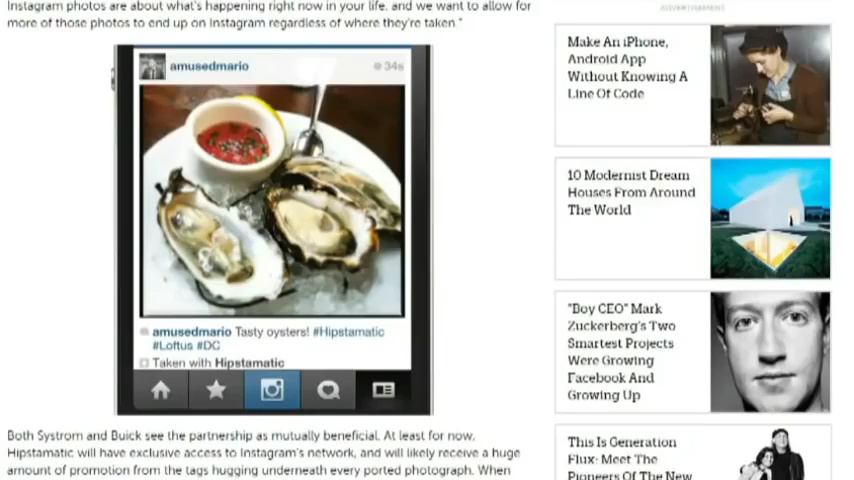 Instagram photos are about what's happening right now in your life, and we want to allow for
more of those photos to end up on Instagram regardless of where they're taken."
amusedmario
34s
amusedmario Tasty oysters! #Hipstamatic
#Loftus #DC
Taken with Hipstamatic
Both Systrom and Buick see the partnership as mutually beneficial. At least for now,
Hipstamatic will have exclusive access to Instagram's network, and will likely receive a huge
amount of promotion from the tags hugging underneath every ported photograph. When
ADVERTISEMENT
Make An iPhone,
Android App
Without Knowing A
Line Of Code
10 Modernist Dream
Houses From Around
The World
"Boy CEO" Mark
Zuckerberg's Two
Smartest Projects
Were Growing
Facebook And
Growing Up
This Is Generation
Flux: Meet The
Pioneers Of The New